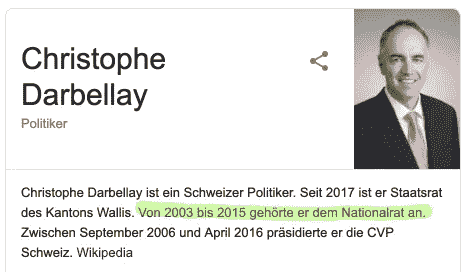 Christophe
Darbellay
Politiker
Christophe Darbellay ist ein Schweizer Politiker. Seit 2017 ist er Staatsrat
des Kantons Wallis. Von 2003 bis 2015 gehörte er dem Nationalrat an.
Zwischen September 2006 und April 2016 präsidierte er die CVP
Schweiz. Wikipedia